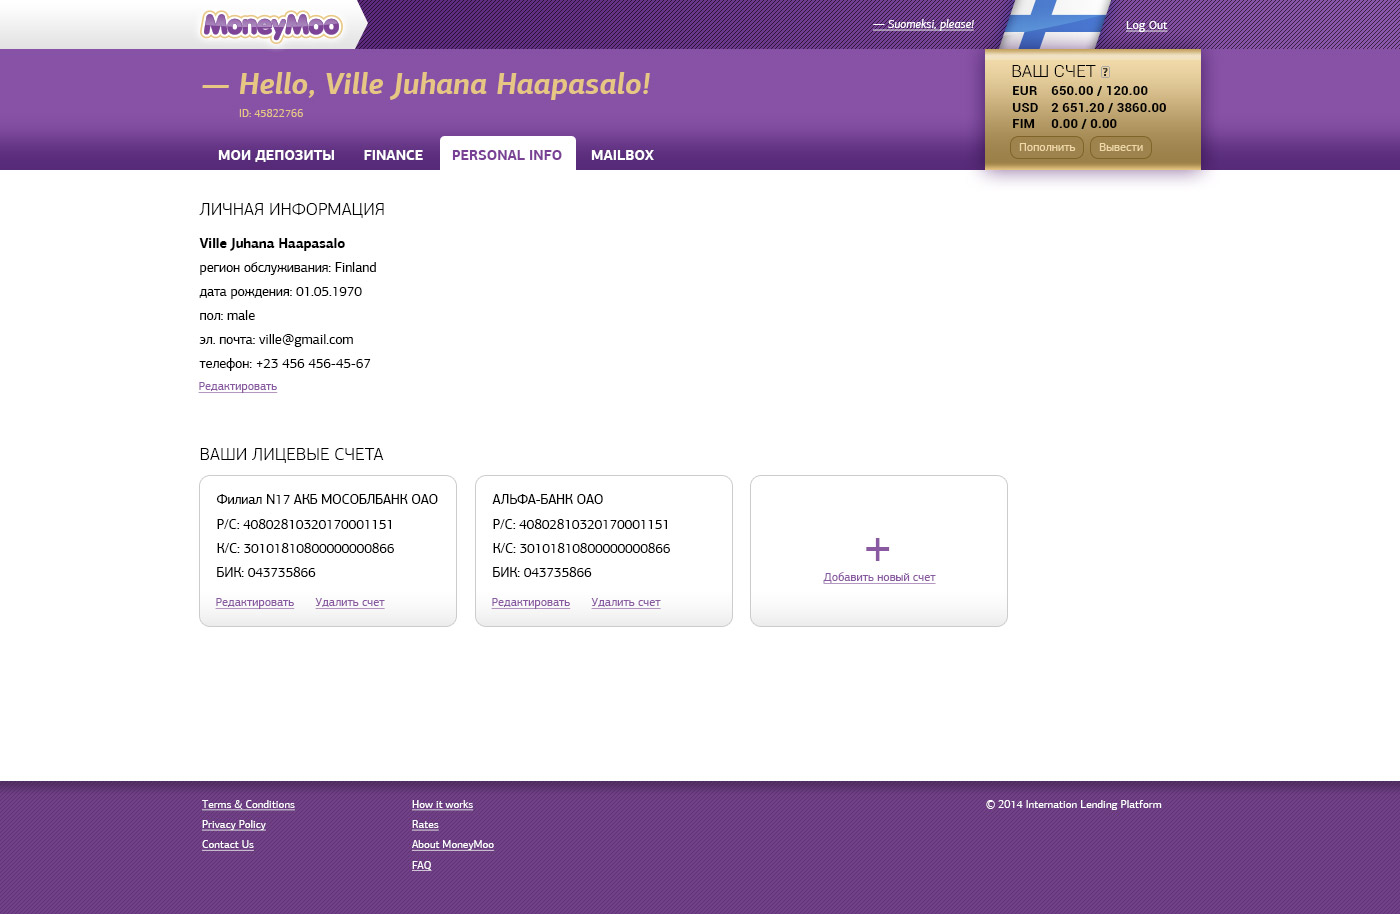 MoneyMoo
— Suomeksi, please!
Log Out
— Hello, Ville Juhana Haapasalo!
ID: 45822766
ВАШ СЧЕТ ?
EUR 650.00 / 120.00
USD 2 651.20 / 3860.00
FIM 0.00 / 0.00
Пополнить Вывести
МОИ ДЕПОЗИТЫ FINANCE PERSONAL INFO MAILBOX
ЛИЧНАЯ ИНФОРМАЦИЯ
Ville Juhana Haapasalo
регион обслуживания: Finland
дата рождения: 01.05.1970
пол: male
эл. почта: ville@gmail.com
телефон: +23 456 456-45-67
Редактировать
ВАШИ ЛИЦЕВЫЕ СЧЕТА
Филиал N17 АКБ МОСОБЛБАНК ОАО
Р/С: 40802810320170001151
К/С: 30101810800000000866
БИК: 043735866
Редактировать Удалить счет
АЛЬФА-БАНК ОАО
Р/С: 40802810320170001151
К/С: 30101810800000000866
БИК: 043735866
Редактировать Удалить счет
+
Добавить новый счет
Terms & Conditions
Privacy Policy
Contact Us
How it works
Rates
About MoneyMoo
FAQ
© 2014 Internation Lending Platform